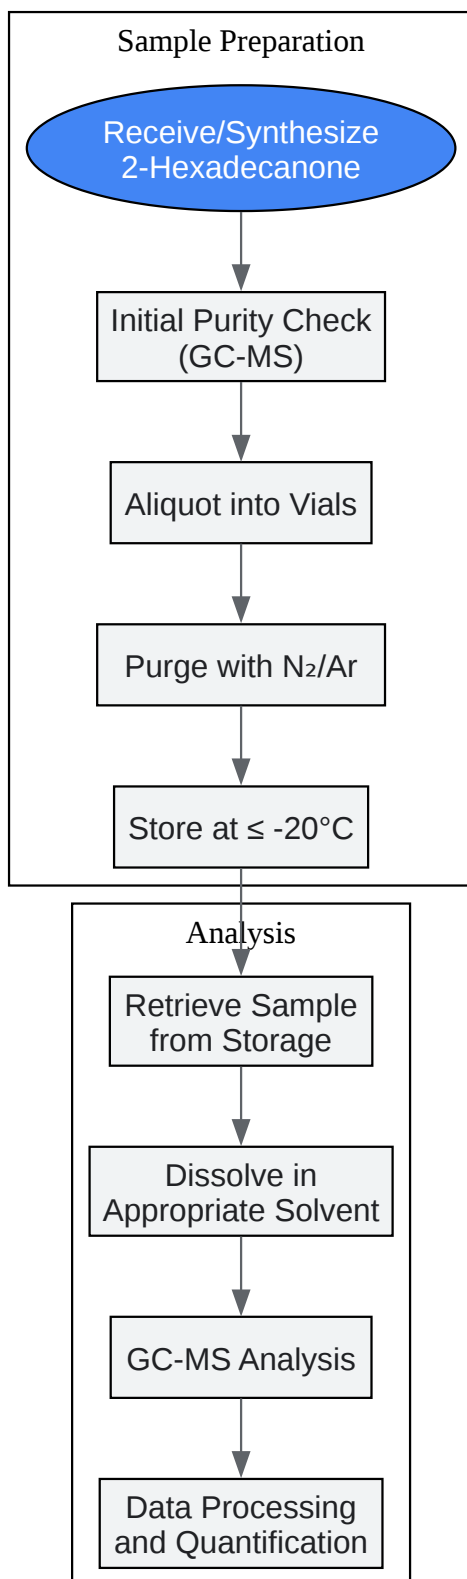 Sample Preparation
Receive/Synthesize
2-Hexadecanone
Initial Purity Check
(GC-MS)
Aliquot into Vials
Purge with N₂/Ar
Store at ≤ -20°C
Analysis
Retrieve Sample
from Storage
Dissolve in
Appropriate Solvent
GC-MS Analysis
Data Processing
and Quantification